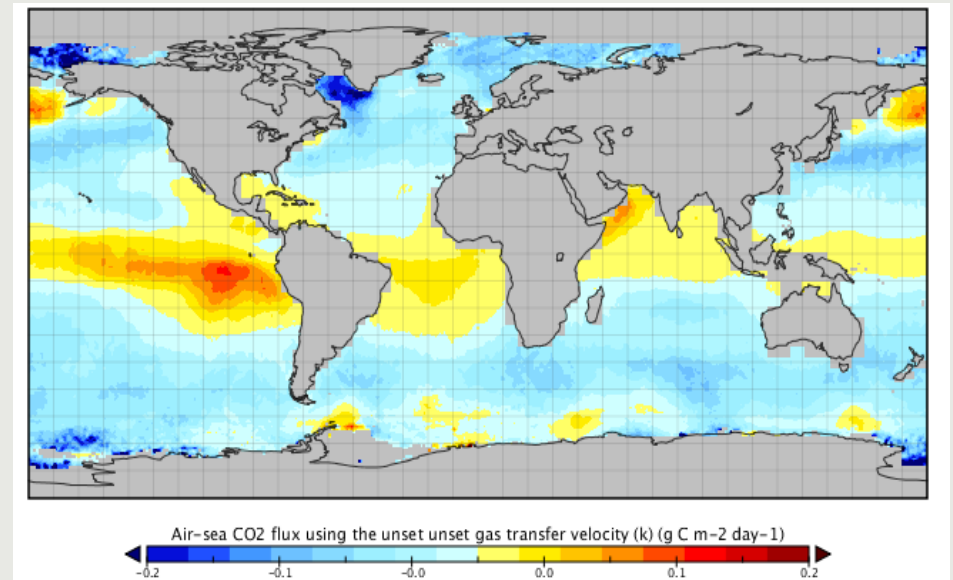 Air-sea CO2 flux using the unset unset gas transfer velocity (k) (g C m-2 day-1)
-0.2 -0.1 -0.0 0.0 0.1 0.2